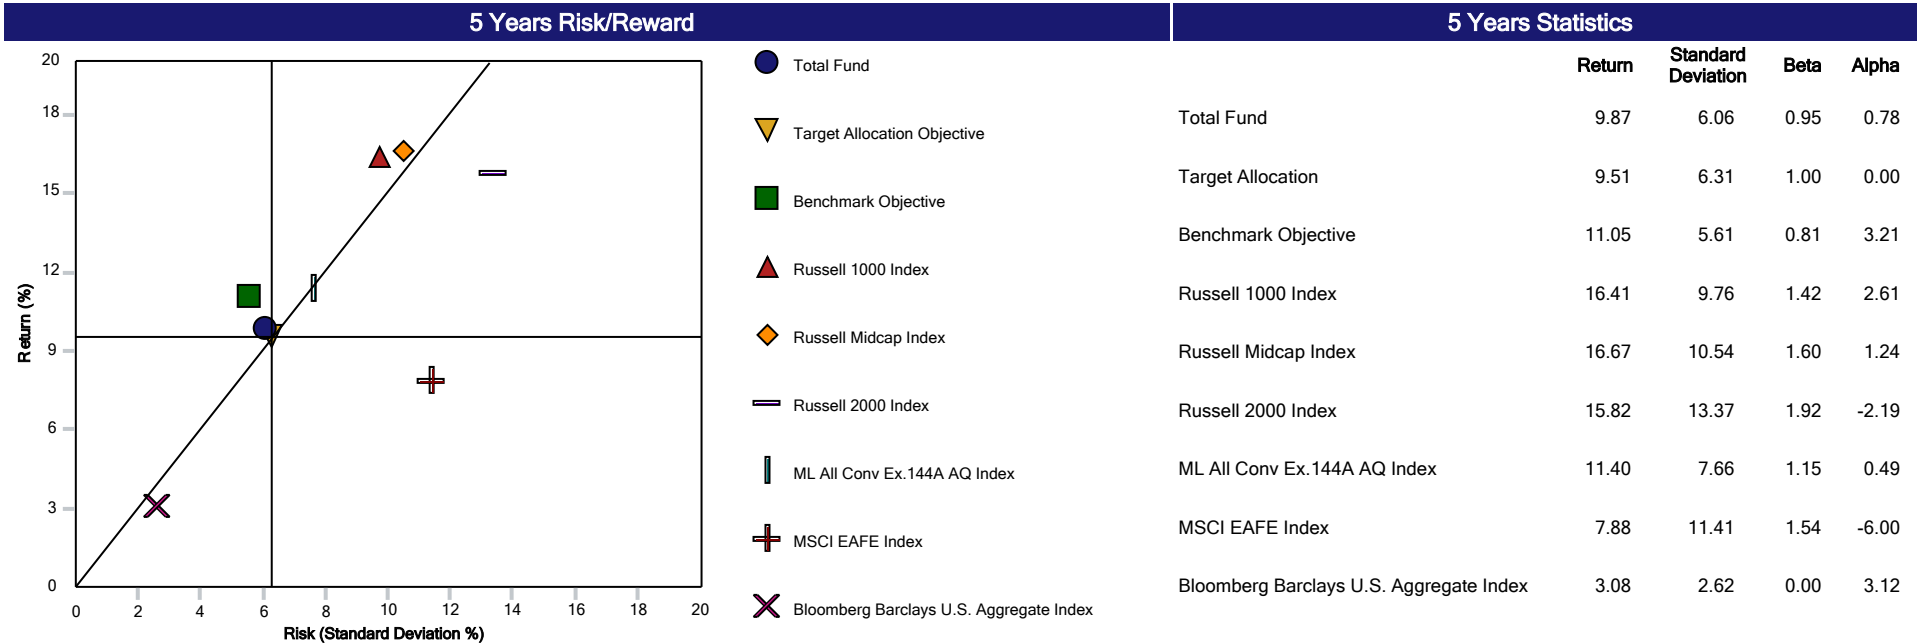 5 Years Risk/Reward
5 Years Statistics
20
18
15
12
9
6
3
0
Return (%)
0 2 4 6 8 10 12 14 16 18 20
Risk (Standard Deviation %)
Total Fund
Target Allocation Objective
Benchmark Objective
Russell 1000 Index
Russell Midcap Index
Russell 2000 Index
ML All Conv Ex.144A AQ Index
MSCI EAFE Index
Bloomberg Barclays U.S. Aggregate Index
Return Standard Deviation Beta Alpha
Total Fund 9.87 6.06 0.95 0.78
Target Allocation 9.51 6.31 1.00 0.00
Benchmark Objective 11.05 5.61 0.81 3.21
Russell 1000 Index 16.41 9.76 1.42 2.61
Russell Midcap Index 16.67 10.54 1.60 1.24
Russell 2000 Index 15.82 13.37 1.92 -2.19
ML All Conv Ex.144A AQ Index 11.40 7.66 1.15 0.49
MSCI EAFE Index 7.88 11.41 1.54 -6.00
Bloomberg Barclays U.S. Aggregate Index 3.08 2.62 0.00 3.12